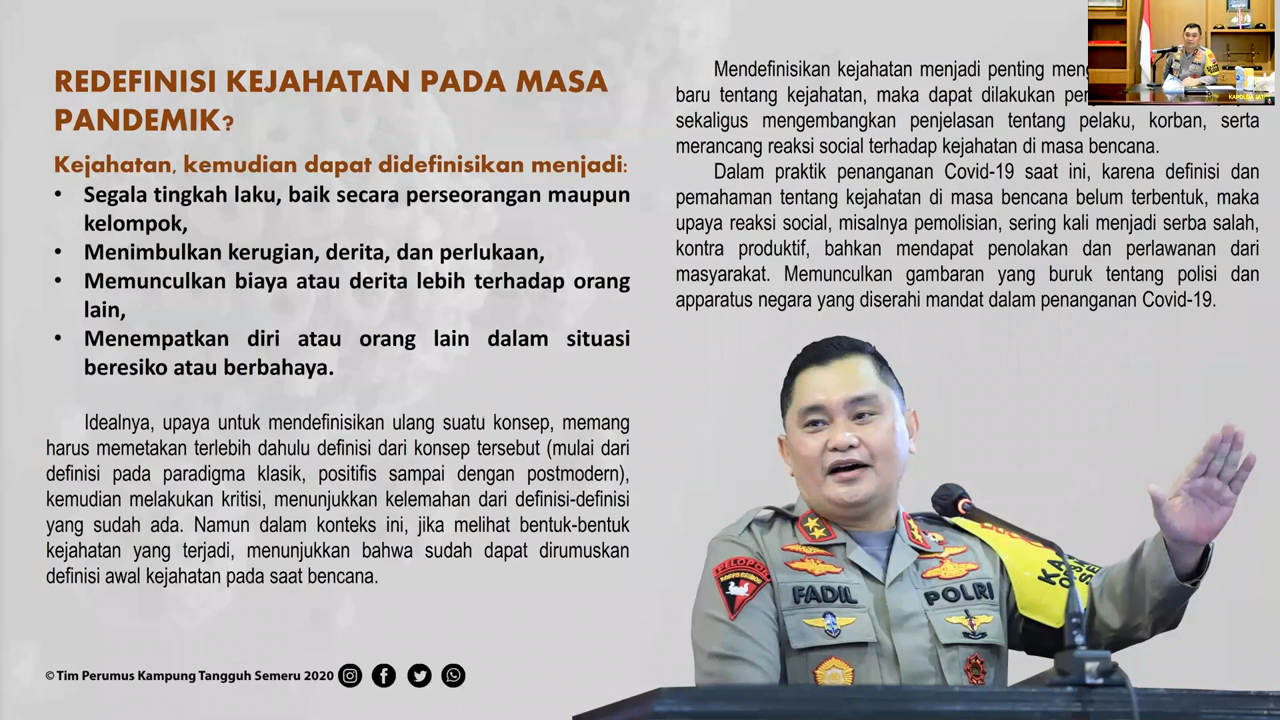 REDEFINISI KEJAHATAN PADA MASA
PANDEMIK?
Kejahatan, kemudian dapat didefinisikan menjadi:
• Segala tingkah laku, baik secara perseorangan maupun
kelompok,
• Menimbulkan kerugian, derita, dan perlukaan,
• Memunculkan biaya atau derita lebih terhadap orang
lain,
• Menempatkan diri atau orang lain dalam situasi
beresiko atau berbahaya.
Idealnya, upaya untuk mendefinisikan ulang suatu konsep, memang
harus memetakan terlebih dahulu definisi dari konsep tersebut (mulai dari
definisi pada paradigma klasik, positifis sampai dengan postmodern),
kemudian melakukan kritisi, menunjukkan kelemahan dari definisi-definisi
yang sudah ada. Namun dalam konteks ini, jika melihat bentuk-bentuk
kejahatan yang terjadi, menunjukkan bahwa sudah dapat dirumuskan
definisi awal kejahatan pada saat bencana.
© Tim Perumus Kampung Tangguh Semeru 2020
Mendefinisikan kejahatan menjadi penting
baru tentang kejahatan, maka dapat dilakukan
sekaligus mengembangkan penjelasan tentang pelaku, korban, serta
merancang reaksi social terhadap kejahatan di masa bencana.
Dalam praktik penanganan Covid-19 saat ini, karena definisi dan
pemahaman tentang kejahatan di masa bencana belum terbentuk, maka
upaya reaksi social, misalnya pemolisian, sering kali menjadi serba salah,
kontra produktif, bahkan mendapat penolakan dan perlawanan dari
masyarakat. Memunculkan gambaran yang buruk tentang polisi dan
apparatus negara yang diserahi mandat dalam penanganan Covid-19.
PELOPOR
FADIL
POLRI